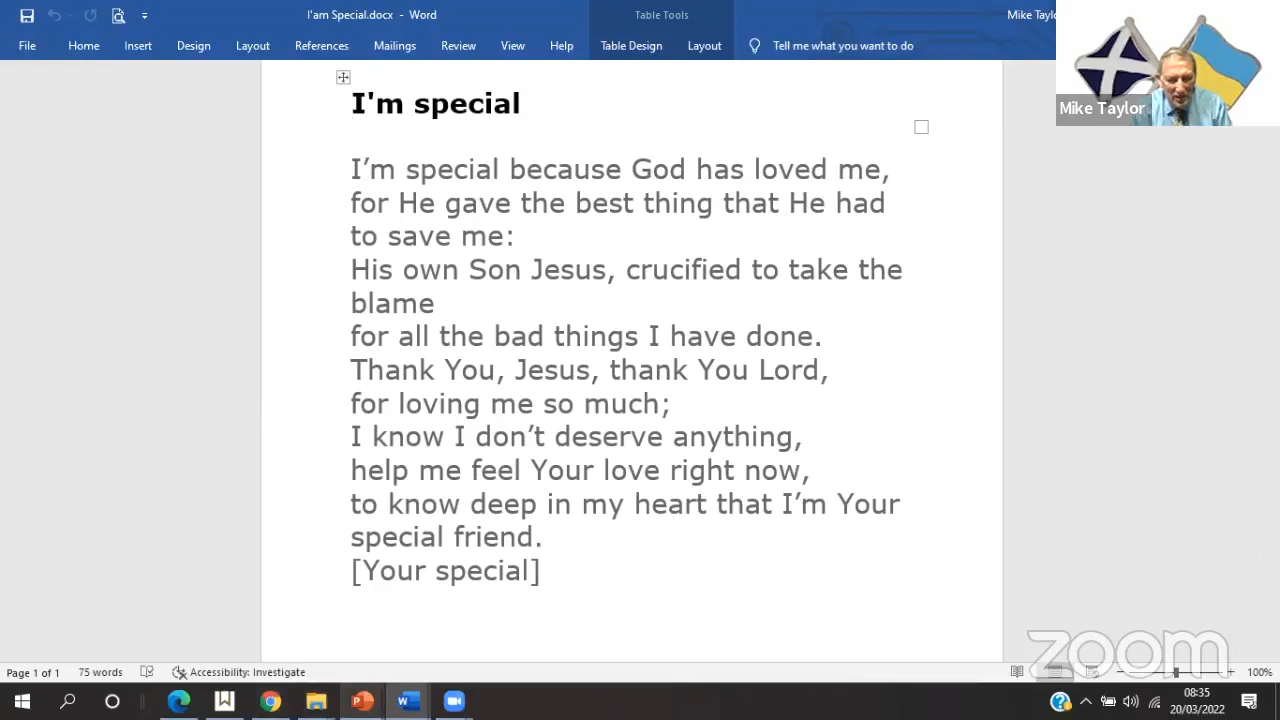 I'am Special.docx - Word
Table Tools
Mike Taylo
File Home Insert Design Layout References Mailings Review View Help Table Design Layout Tell me what you want to do
Mike Taylor
I'm special
I’m special because God has loved me,
for He gave the best thing that He had
to save me:
His own Son Jesus, crucified to take the
blame
for all the bad things I have done.
Thank You, Jesus, thank You Lord,
for loving me so much;
I know I don’t deserve anything,
help me feel Your love right now,
to know deep in my heart that I’m Your
special friend.
[Your special]
zoom
Page 1 of 1 75 words Accessibility: Investigate 100%
08:35
20/03/2022